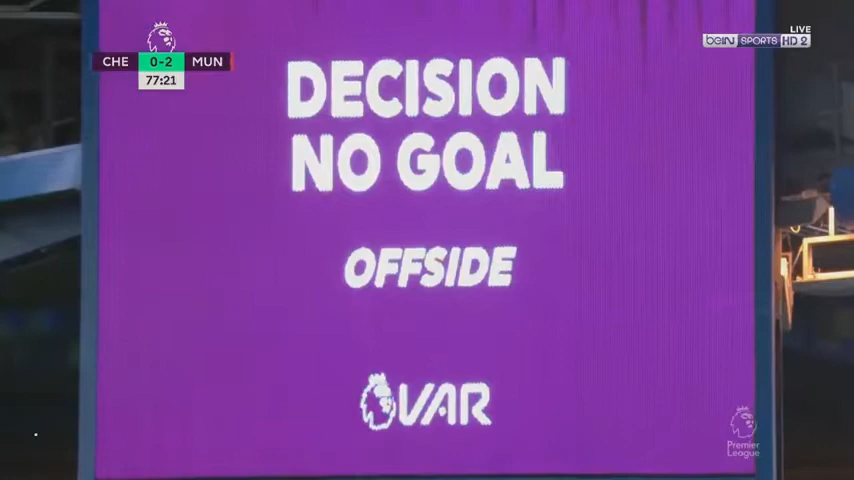 LIVE
beIN SPORTS HD 2
CHE 0-2 MUN
77:21
DECISION
NO GOAL
OFFSIDE
VAR
Premier
League